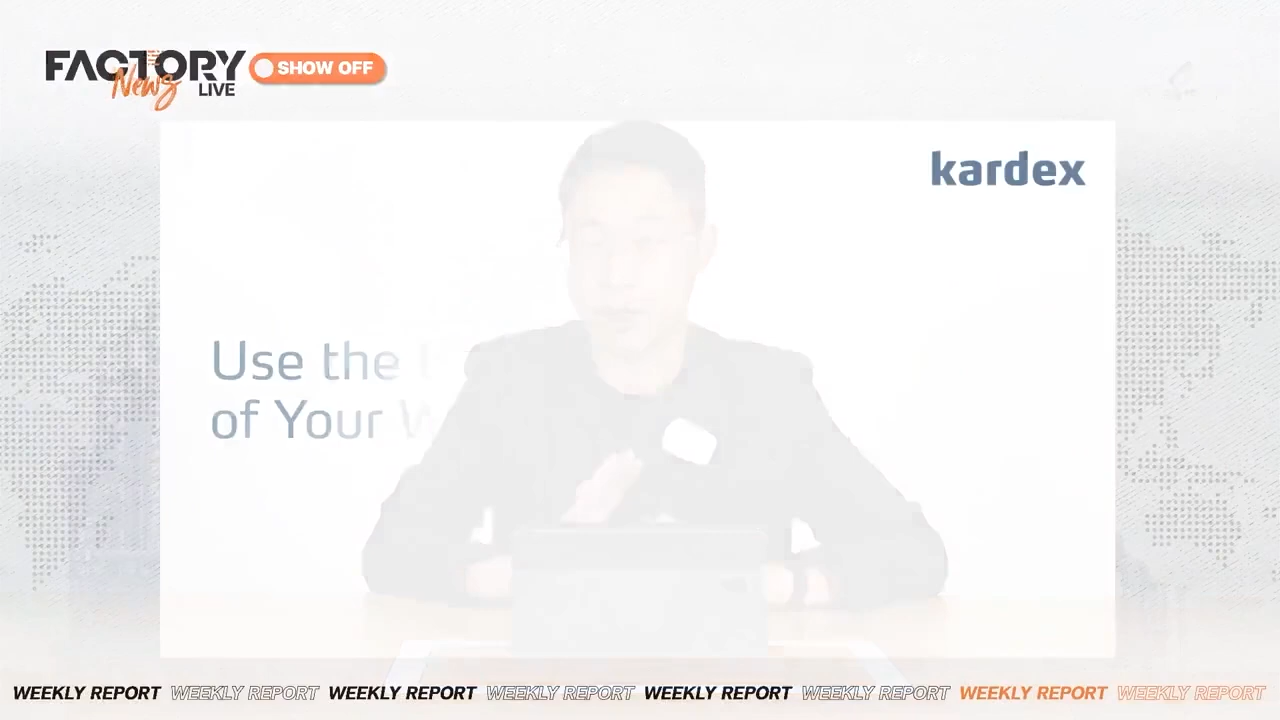 FACTORY
News LIVE
SHOW OFF
kardex
Use the
of Your
WEEKLY REPORT WEEKLY REPORT WEEKLY REPORT WEEKLY REPORT WEEKLY REPORT WEEKLY REPORT WEEKLY REPORT WEEKLY REPORT